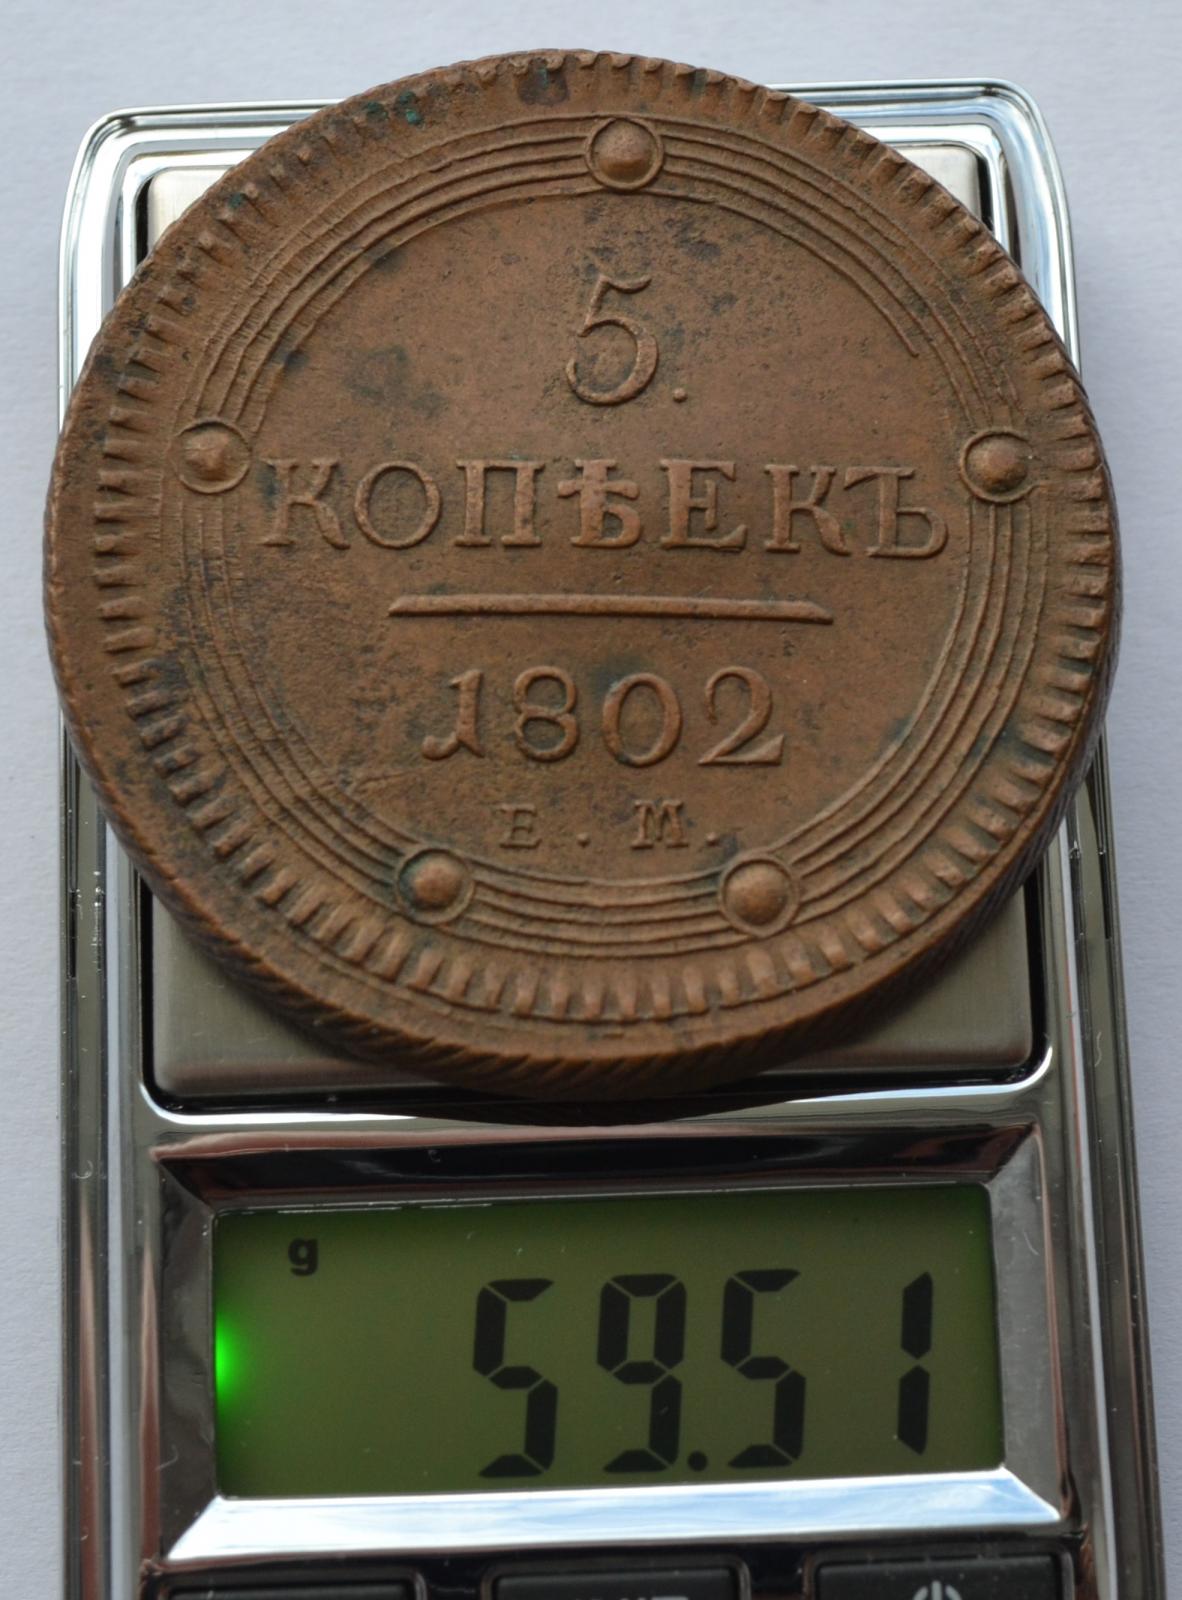 5.
КОПѢЕКЪ
1802
Е . М.
g
59.51